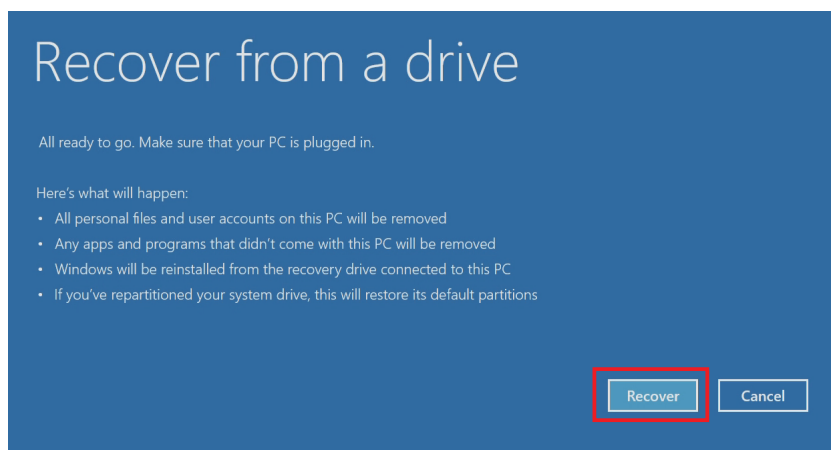 Recover from a drive
All ready to go. Make sure that your PC is plugged in.
Here's what will happen:
• All personal files and user accounts on this PC will be removed
• Any apps and programs that didn't come with this PC will be removed
• Windows will be reinstalled from the recovery drive connected to this PC
• If you've repartitioned your system drive, this will restore its default partitions
Recover Cancel